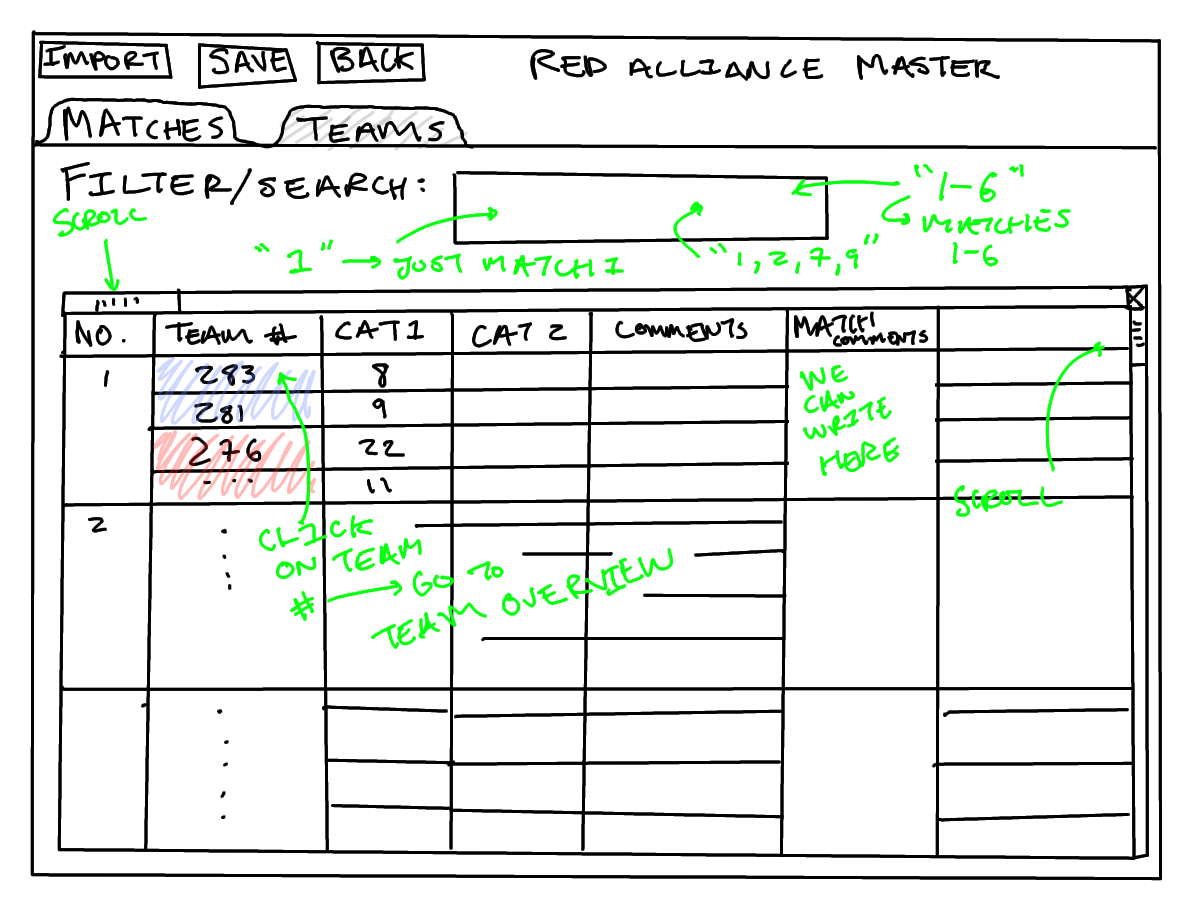 IMPORT SAVE BACK RED ALLIANCE MASTER
MATCHES TEAMS
FILTER/SEARCH:
"1-6"
MATCHES
1-6
SCROLL
"1" → JUST MATCH 1
"1, 2, 7, 9"
NO. TEAM # CAT 1 CAT 2 COMMENTS MATCH COMMENTS
1 283 8
281 9
276 22
11
WE
CAN
WRITE
HERE
SCROLL
2
CLICK
ON TEAM
# → GO TO
TEAM OVERVIEW